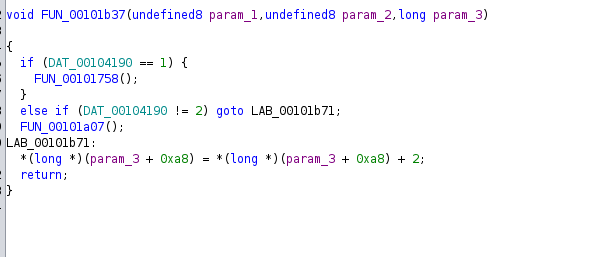 void FUN_00101b37(undefined8 param_1,undefined8 param_2,long param_3)
{
  if (DAT_00104190 == 1) {
    FUN_00101758();
  }
  else if (DAT_00104190 != 2) goto LAB_00101b71;
  FUN_00101a07();
LAB_00101b71:
  *(long *)(param_3 + 0xa8) = *(long *)(param_3 + 0xa8) + 2;
  return;
}